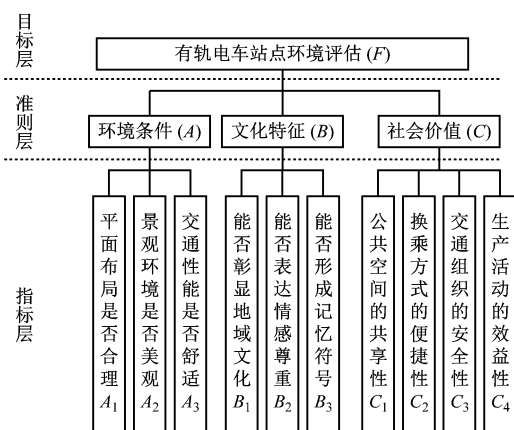 目标层
有轨电车站点环境评估 (F)
准则层
环境条件 (A)
文化特征 (B)
社会价值 (C)
指标层
平面布局是否合理 A1
景观环境是否美观 A2
交通性能是否舒适 A3
能否彰显地域文化 B1
能否表达情感尊重 B2
能否形成记忆符号 B3
公共空间的共享性 C1
换乘方式的便捷性 C2
交通组织的安全性 C3
生产活动的效益性 C4